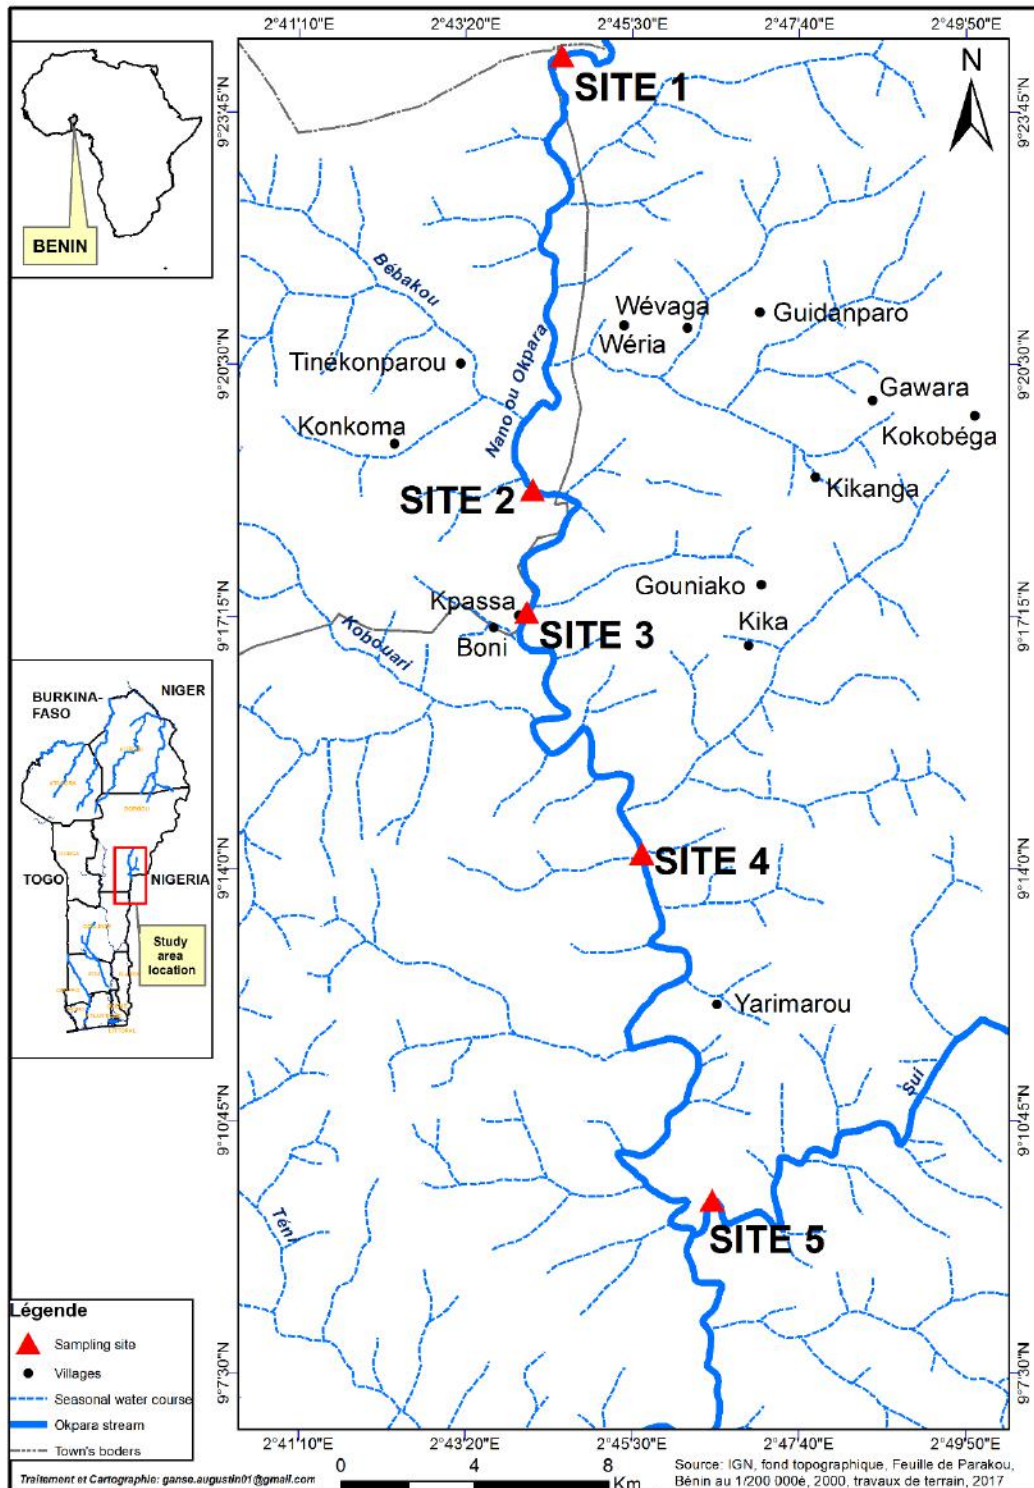 2°41'10"E
2°43'20"E
2°45'30"E
2°47'40"E
2°49'50"E
BENIN
N
SITE 1
9°23'45"N
9°23'45"N
Bébakou
Wévaga
Guidanparo
Wéria
Nano ou Okpara
Tinékonparou
9°20'30"N
9°20'30"N
Gawara
Kokobéga
Konkoma
Kikanga
SITE 2
Gouniako
9°17'15"N
9°17'15"N
Kpassa
Kika
Kobouari
Boni
SITE 3
BURKINA-
FASO
NIGER
TOGO
NIGERIA
Study
area
location
SITE 4
9°14'0"N
9°14'0"N
Yarimarou
Sui
9°10'45"N
9°10'45"N
Téni
SITE 5
9°7'30"N
9°7'30"N
Légende
Sampling site
Villages
Seasonal water course
Okpara stream
Town's boders
2°41'10"E
2°43'20"E
2°45'30"E
2°47'40"E
2°49'50"E
Traitement et Cartographie: ganse.augustin01@gmail.com
0
4
8
Km
Source: IGN, fond topographique, Feuille de Parakou,
Bénin au 1/200 000é, 2000, travaux de terrain, 2017